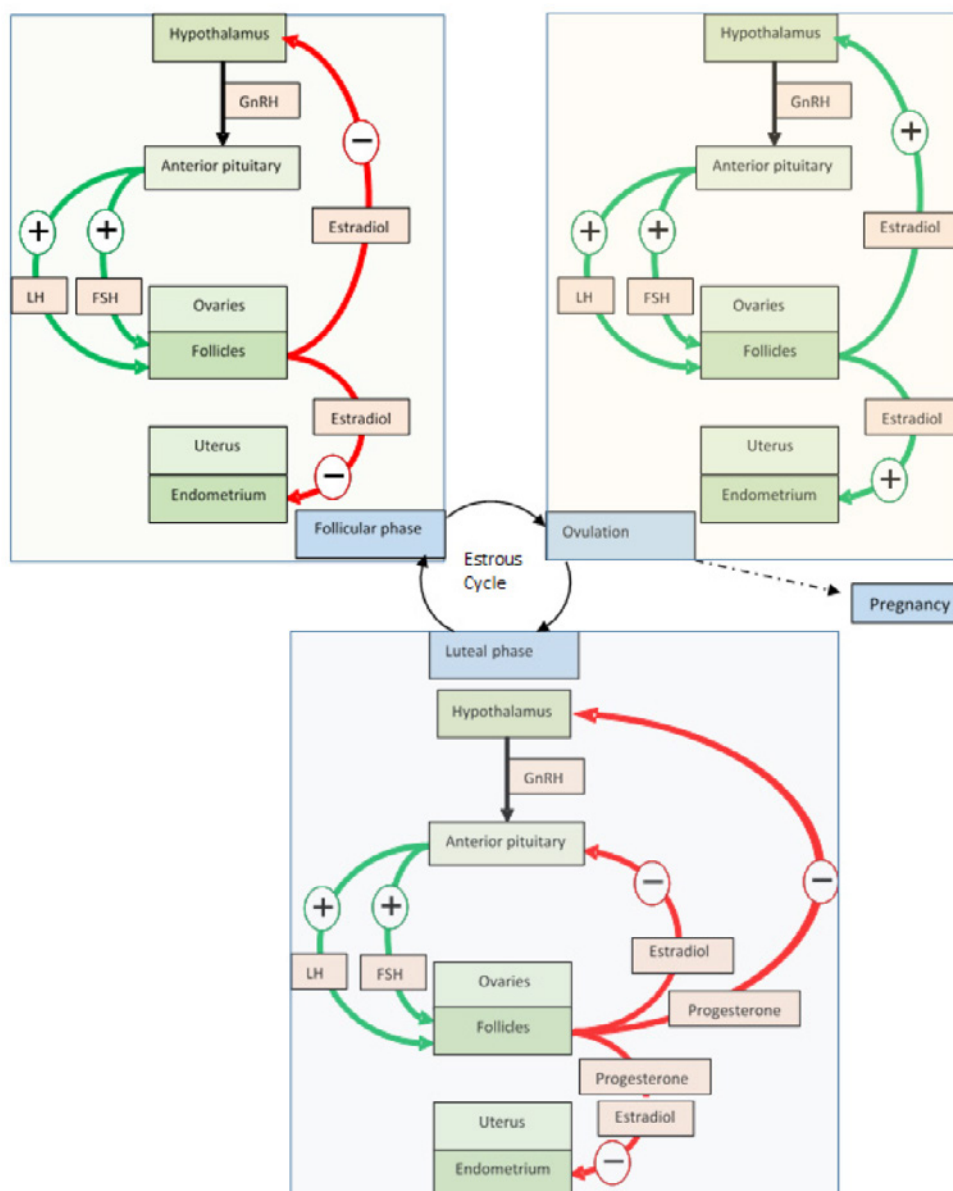 Hypothalamus
GnRH
Anterior pituitary
+
+
−
Estradiol
LH
FSH
Ovaries
Follicles
Estradiol
Uterus
−
Endometrium
Follicular phase
Hypothalamus
GnRH
+
Anterior pituitary
+
+
Estradiol
LH
FSH
Ovaries
Follicles
Estradiol
Uterus
+
Endometrium
Ovulation
Estrous
Cycle
Pregnancy
Luteal phase
Hypothalamus
GnRH
Anterior pituitary
−
−
+
+
Estradiol
LH
FSH
Ovaries
Progesterone
Follicles
Progesterone
Uterus
Estradiol
−
Endometrium